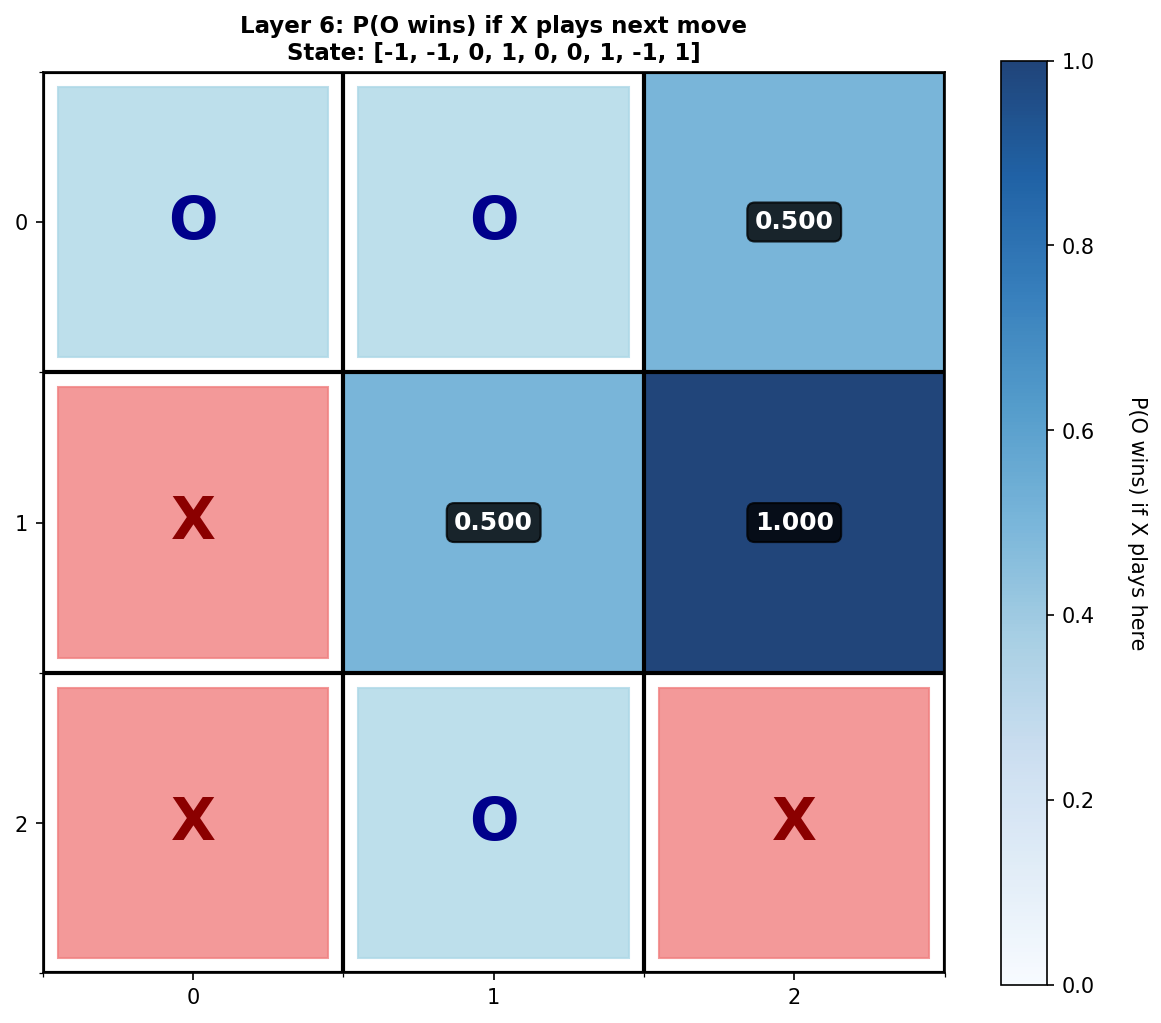 Layer 6: P(O wins) if X plays next move
State: [-1, -1, 0, 1, 0, 0, 1, -1, 1]
0
O
O
0.500
1
X
0.500
1.000
2
X
O
X
0
1
2
1.0
0.8
0.6
0.4
0.2
0.0
P(O wins) if X plays here